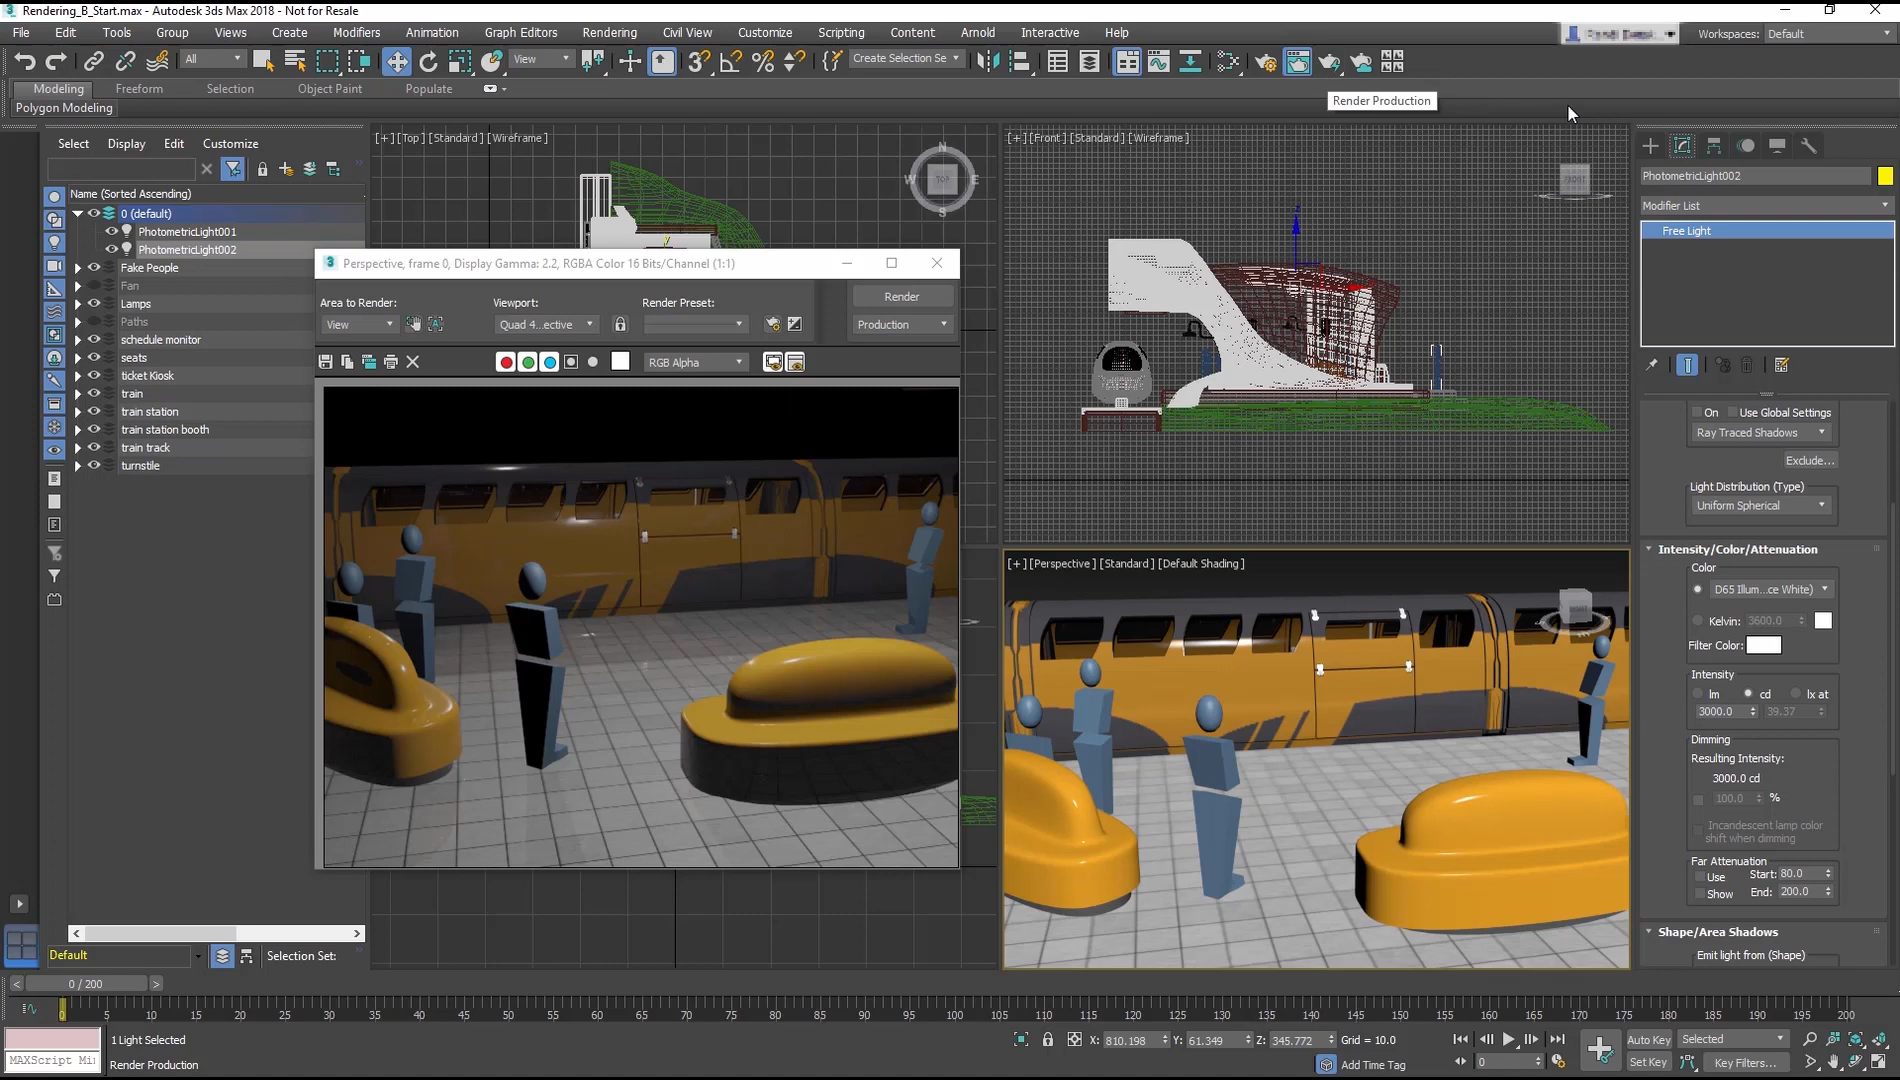 Rendering_B_Start.max - Autodesk 3ds Max 2018 - Not for Resale
File Edit Tools Group Views Create Modifiers Animation Graph Editors Rendering Civil View Customize Scripting Content Arnold Interactive Help
Workspaces: Default
All View Create Selection Se
Modeling Freeform Selection Object Paint Populate
Render Production
Polygon Modeling
Select Display Edit Customize
[+] [Top] [Standard] [Wireframe]
[+] [Front] [Standard] [Wireframe]
N
W TOP E
S
FRONT
PhotometricLight002
Name (Sorted Ascending)
Modifier List
0 (default)
PhotometricLight001
PhotometricLight002
Fake People
Fan
Lamps
Paths
schedule monitor
seats
ticket Kiosk
train
train station
train station booth
train track
turnstile
Free Light
Perspective, frame 0, Display Gamma: 2.2, RGBA Color 16 Bits/Channel (1:1)
Area to Render: Viewport: Render Preset: Render
View Quad 4...ective Production
RGB Alpha
On Use Global Settings
Ray Traced Shadows
Exclude...
Light Distribution (Type)
Uniform Spherical
Intensity/Color/Attenuation
Color
D65 Illum...ce White)
Kelvin: 3600.0
Filter Color:
Intensity
lm cd lx at
3000.0 39.37
Dimming
Resulting Intensity:
3000.0 cd
100.0 %
Incandescent lamp color
shift when dimming
Far Attenuation
Use Start: 80.0
Show End: 200.0
Shape/Area Shadows
Emit light from (Shape)
[+] [Perspective] [Standard] [Default Shading]
Default Selection Set:
< 0 / 200 >
0 5 10 15 20 25 30 35 40 45 50 55 60 65 70 75 80 85 90 95 100 105 110 115 120 125 130 135 140 145 150 155 160 165 170 175 180 185 190 195 200
1 Light Selected
X: 810.198 Y: 61.349 Z: 345.772 Grid = 10.0
Auto Key Selected
MAXScript Mi
Render Production
Add Time Tag
0
Set Key Key Filters...